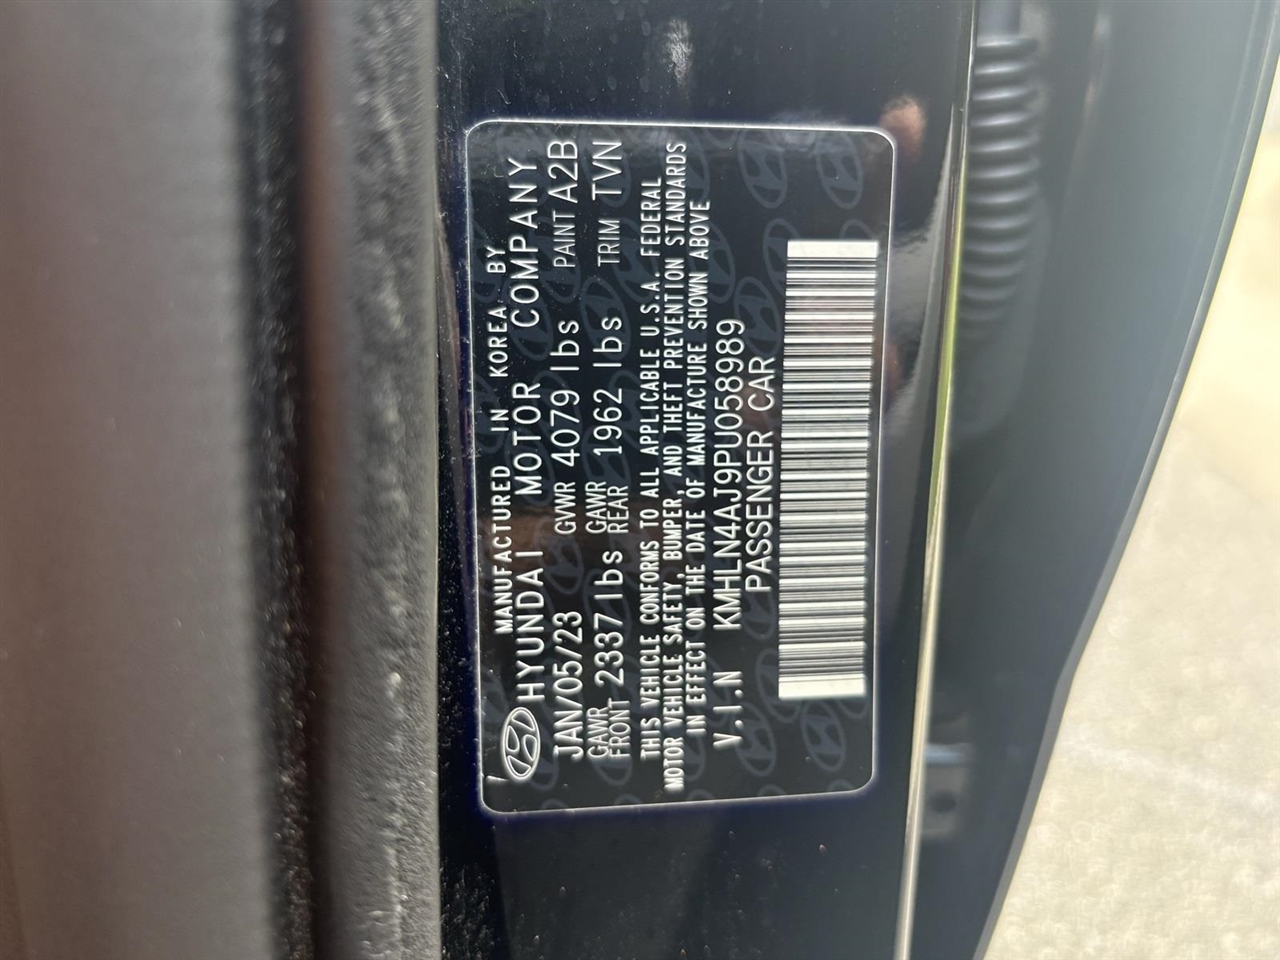 MANUFACTURED IN KOREA BY
HYUNDAI MOTOR COMPANY
JAN/05/23 GVWR 4079 lbs PAINT A2B
GAWR FRONT 2337 lbs GAWR REAR 1962 lbs TRIM TVN
THIS VEHICLE CONFORMS TO ALL APPLICABLE U.S.A. FEDERAL
MOTOR VEHICLE SAFETY, BUMPER, AND THEFT PREVENTION STANDARDS
IN EFFECT ON THE DATE OF MANUFACTURE SHOWN ABOVE
V.I.N KMHLN4AJ9PU058989
PASSENGER CAR